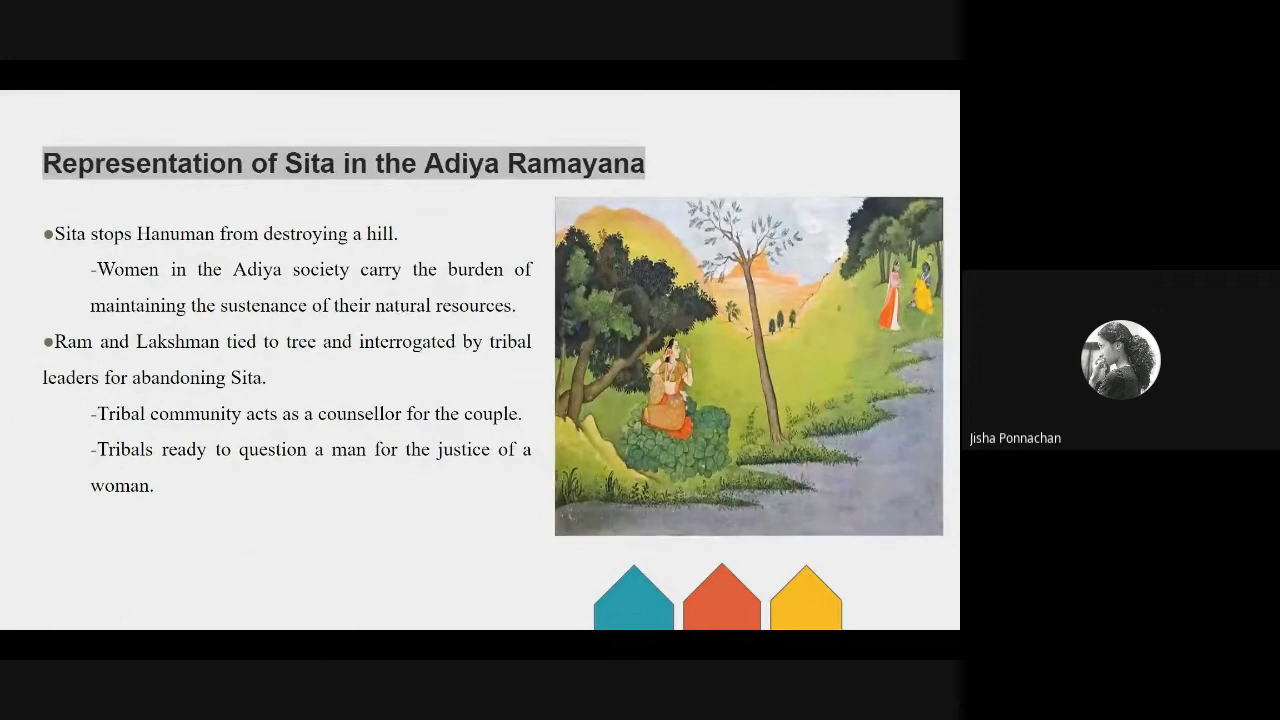 Representation of Sita in the Adiya Ramayana
●Sita stops Hanuman from destroying a hill.
-Women in the Adiya society carry the burden of
maintaining the sustenance of their natural resources.
●Ram and Lakshman tied to tree and interrogated by tribal
leaders for abandoning Sita.
-Tribal community acts as a counsellor for the couple.
-Tribals ready to question a man for the justice of a
woman.
Jisha Ponnachan